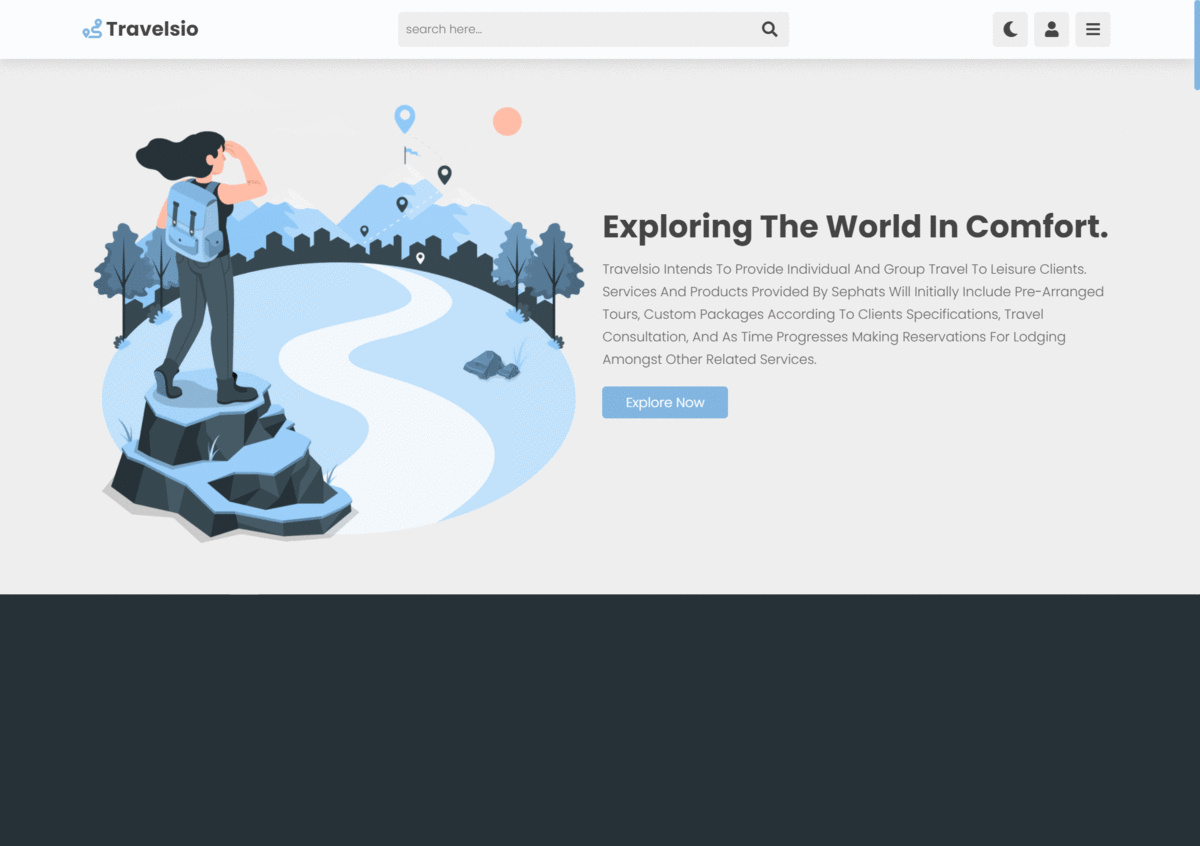 Travelsio
search here...
Exploring The World In Comfort.
Travelsio Intends To Provide Individual And Group Travel To Leisure Clients.
Services And Products Provided By Sephats Will Initially Include Pre-Arranged
Tours, Custom Packages According To Clients Specifications, Travel
Consultation, And As Time Progresses Making Reservations For Lodging
Amongst Other Related Services.
Explore Now